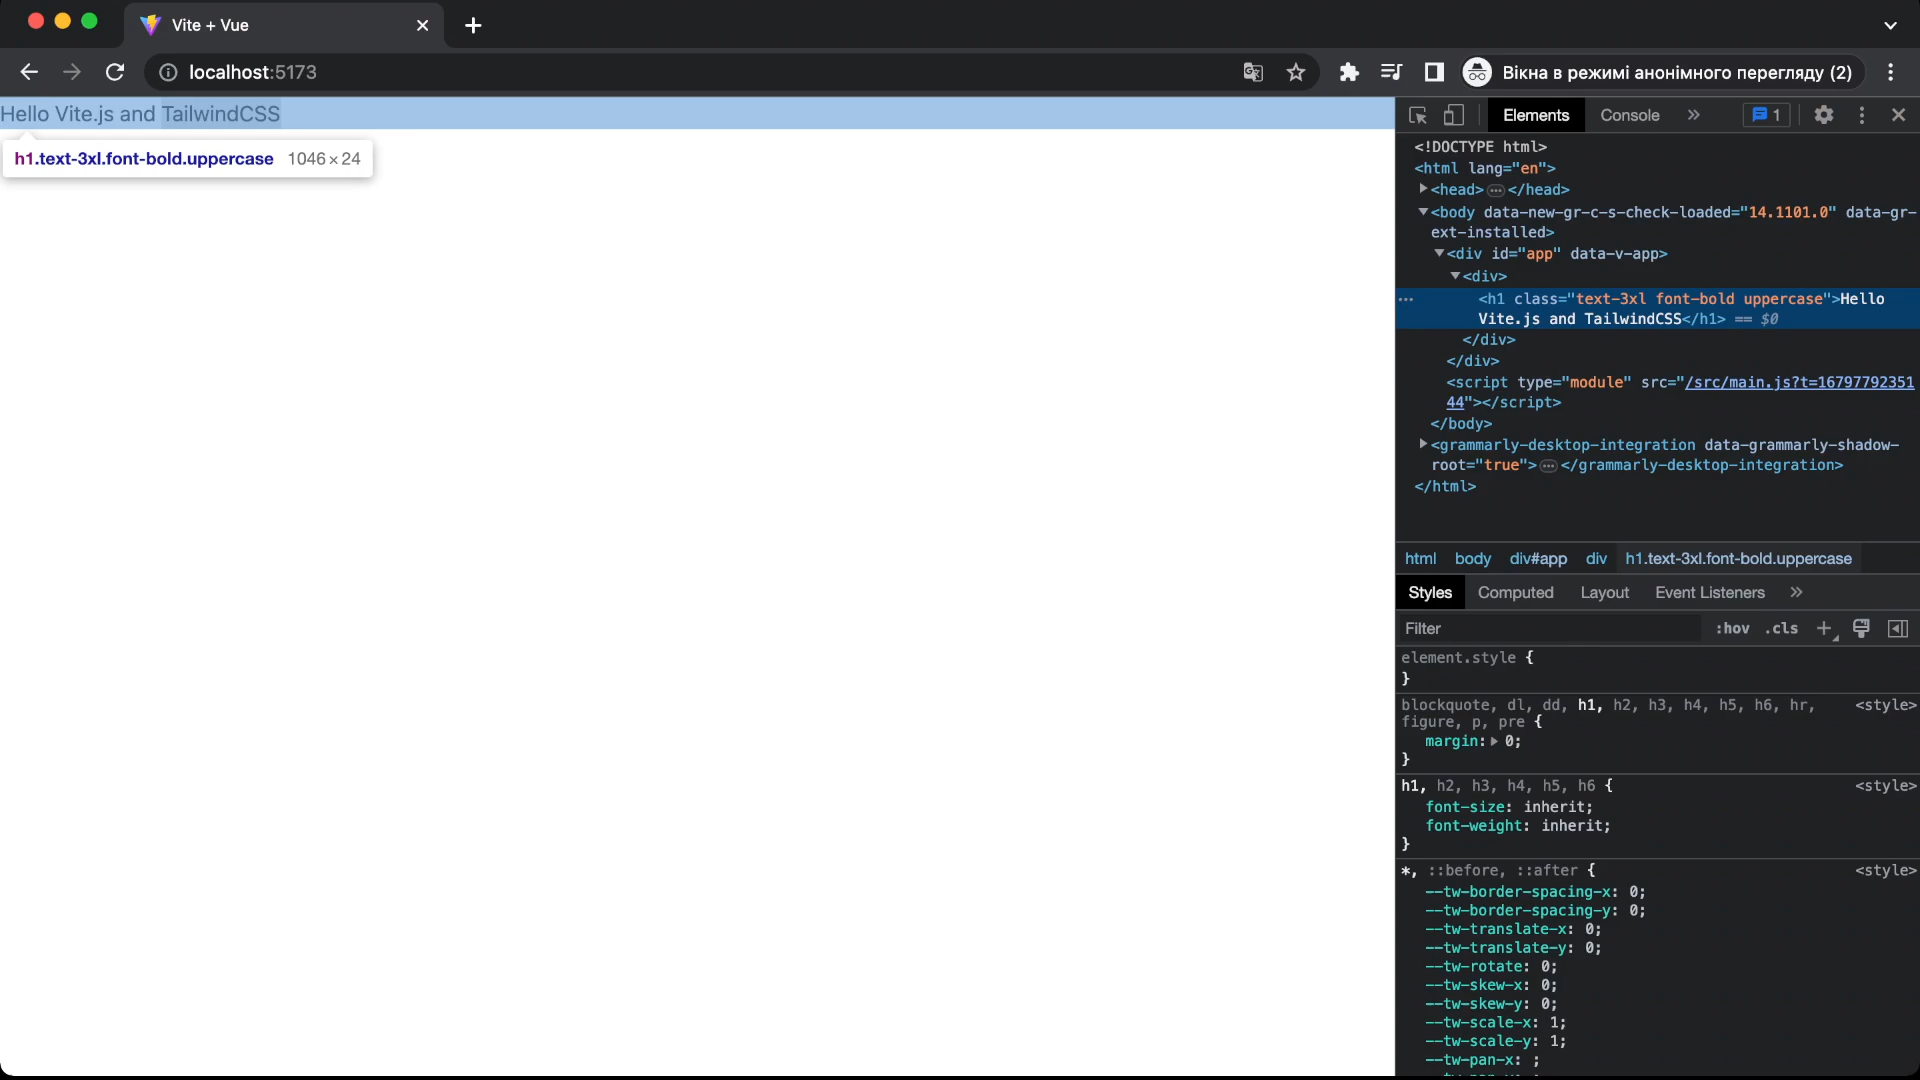 Vite + Vue
localhost:5173
Вікна в режимі анонімного перегляду (2)
Hello Vite.js and TailwindCSS
h1.text-3xl.font-bold.uppercase 1046 × 24
Elements Console » 1
<!DOCTYPE html>
<html lang="en">
<head>…</head>
<body data-new-gr-c-s-check-loaded="14.1101.0" data-gr-
ext-installed>
<div id="app" data-v-app>
<div>
… <h1 class="text-3xl font-bold uppercase">Hello
Vite.js and TailwindCSS</h1> == $0
</div>
</div>
<script type="module" src="/src/main.js?t=16797792351
44"></script>
</body>
<grammarly-desktop-integration data-grammarly-shadow-
root="true">…</grammarly-desktop-integration>
</html>
html body div#app div h1.text-3xl.font-bold.uppercase
Styles Computed Layout Event Listeners »
Filter :hov .cls +
element.style {
}
blockquote, dl, dd, h1, h2, h3, h4, h5, h6, hr, <style>
figure, p, pre {
margin: 0;
}
h1, h2, h3, h4, h5, h6 { <style>
font-size: inherit;
font-weight: inherit;
}
*, ::before, ::after { <style>
--tw-border-spacing-x: 0;
--tw-border-spacing-y: 0;
--tw-translate-x: 0;
--tw-translate-y: 0;
--tw-rotate: 0;
--tw-skew-x: 0;
--tw-skew-y: 0;
--tw-scale-x: 1;
--tw-scale-y: 1;
--tw-pan-x: ;